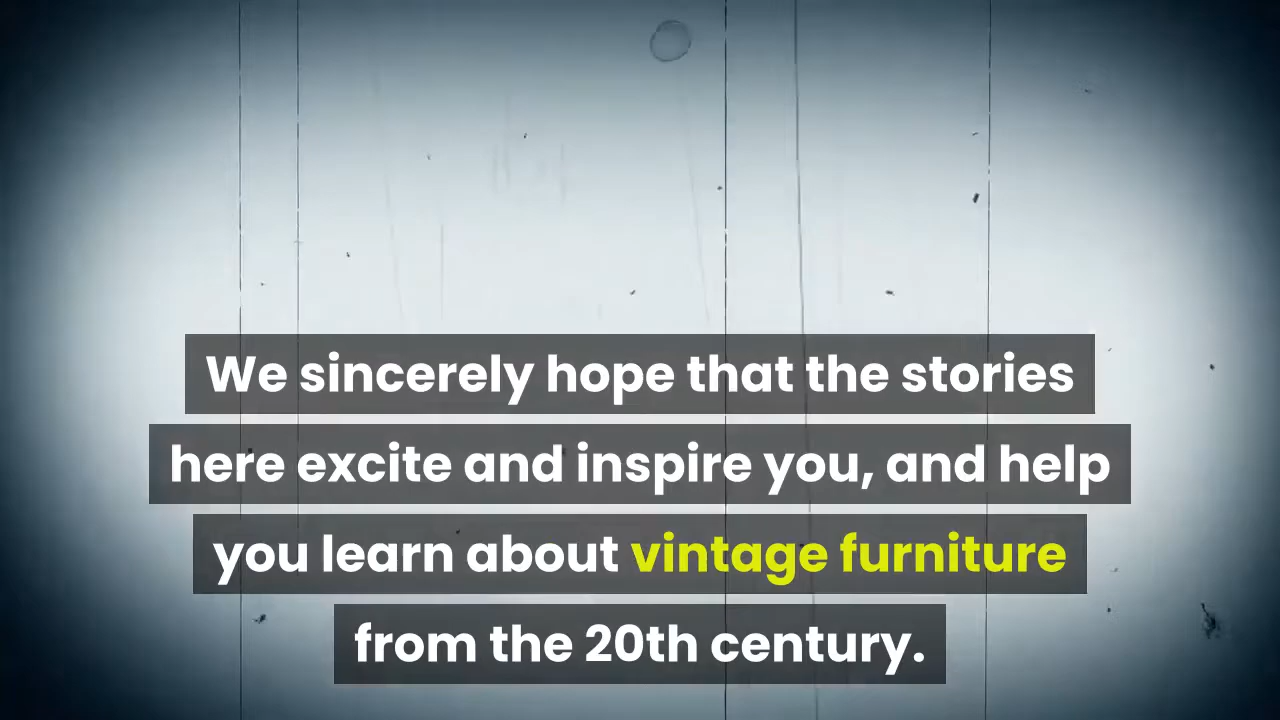 We sincerely hope that the stories
here excite and inspire you, and help
you learn about vintage furniture
from the 20th century.